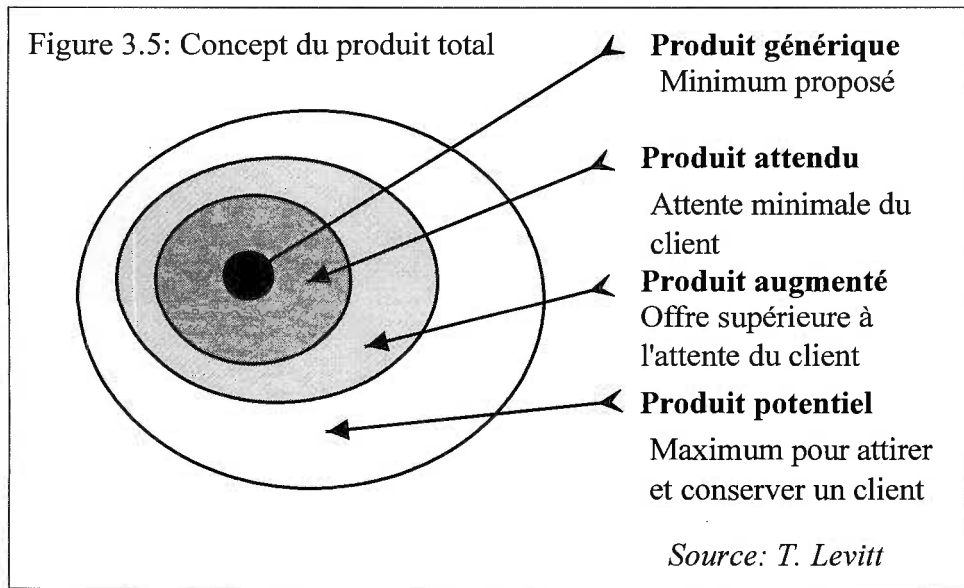 Figure 3.5: Concept du produit total
Produit générique
Minimum proposé
Produit attendu
Attente minimale du
client
Produit augmenté
Offre supérieure à
l'attente du client
Produit potentiel
Maximum pour attirer
et conserver un client
Source: T. Levitt